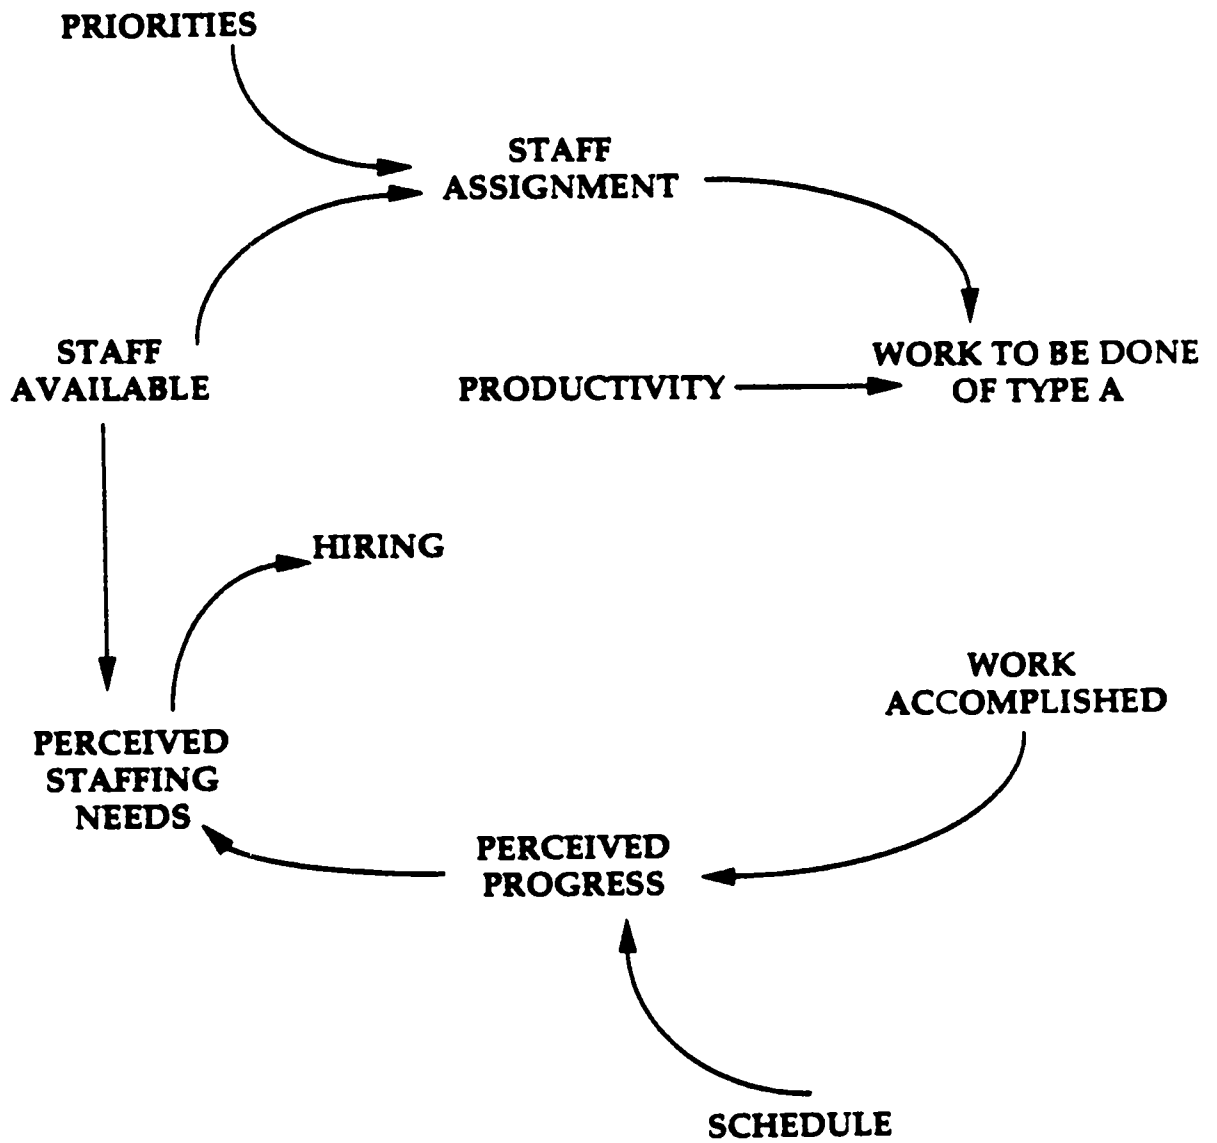 PRIORITIES
STAFF
ASSIGNMENT
STAFF
AVAILABLE
PRODUCTIVITY
WORK TO BE DONE
OF TYPE A
HIRING
WORK
ACCOMPLISHED
PERCEIVED
STAFFING
NEEDS
PERCEIVED
PROGRESS
SCHEDULE